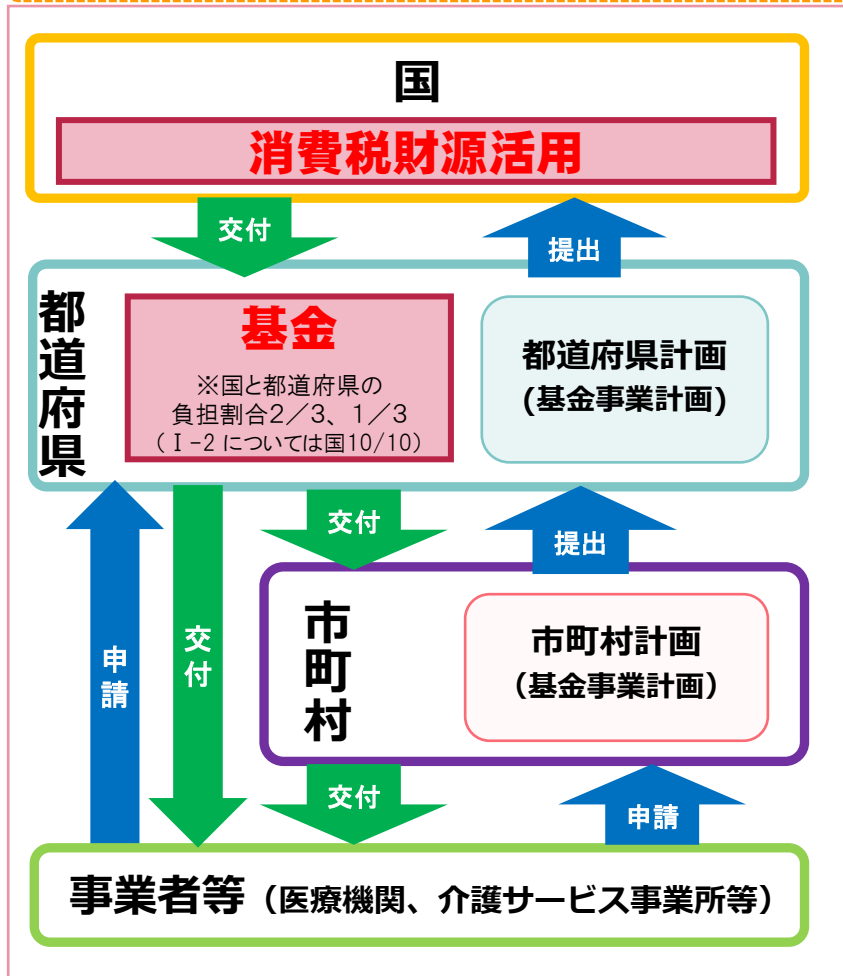 国
消費税財源活用
交付
提出
都道府県
基金
※国と都道府県の
負担割合2／3、1／3
（Ⅰ-2 については国10/10）
都道府県計画
(基金事業計画)
交付
提出
申請
交付
市町村
市町村計画
（基金事業計画）
交付
申請
事業者等（医療機関、介護サービス事業所等）